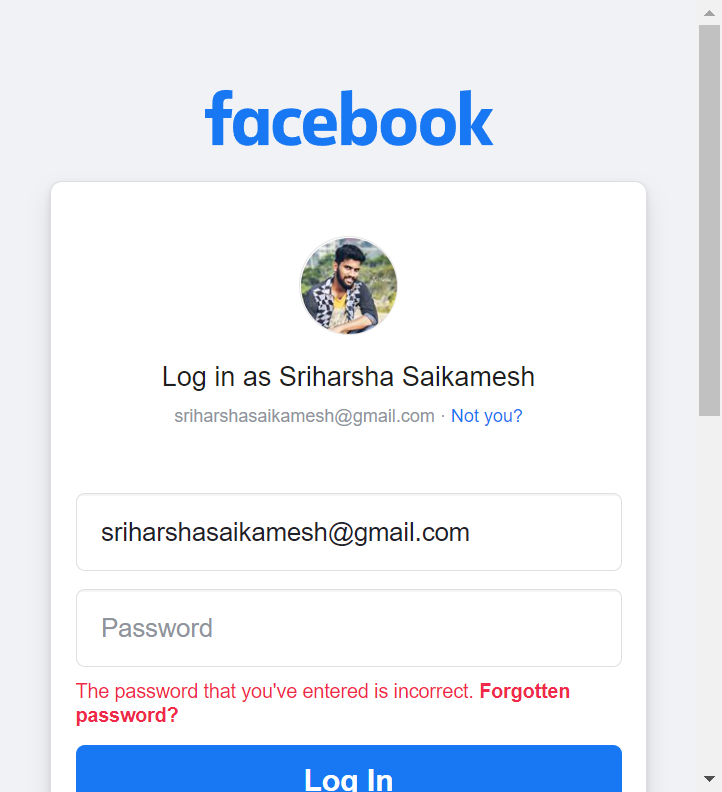 facebook
Log in as Sriharsha Saikamesh
sriharshasaikamesh@gmail.com · Not you?
sriharshasaikamesh@gmail.com
Password
The password that you've entered is incorrect. Forgotten
password?
Log In